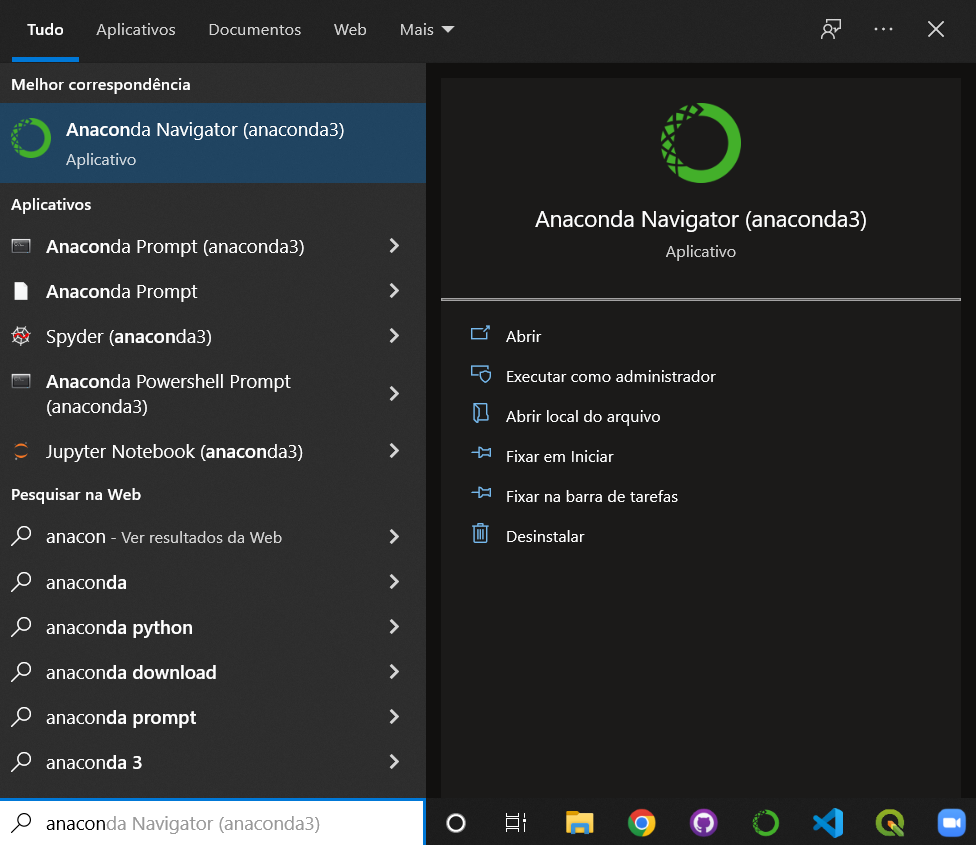 Tudo Aplicativos Documentos Web Mais
Melhor correspondência
Anaconda Navigator (anaconda3)
Aplicativo
Aplicativos
Anaconda Prompt (anaconda3)
Anaconda Prompt
Spyder (anaconda3)
Anaconda Powershell Prompt
(anaconda3)
Jupyter Notebook (anaconda3)
Pesquisar na Web
anacon - Ver resultados da Web
anaconda
anaconda python
anaconda download
anaconda prompt
anaconda 3
anaconda Navigator (anaconda3)
Anaconda Navigator (anaconda3)
Aplicativo
Abrir
Executar como administrador
Abrir local do arquivo
Fixar em Iniciar
Fixar na barra de tarefas
Desinstalar